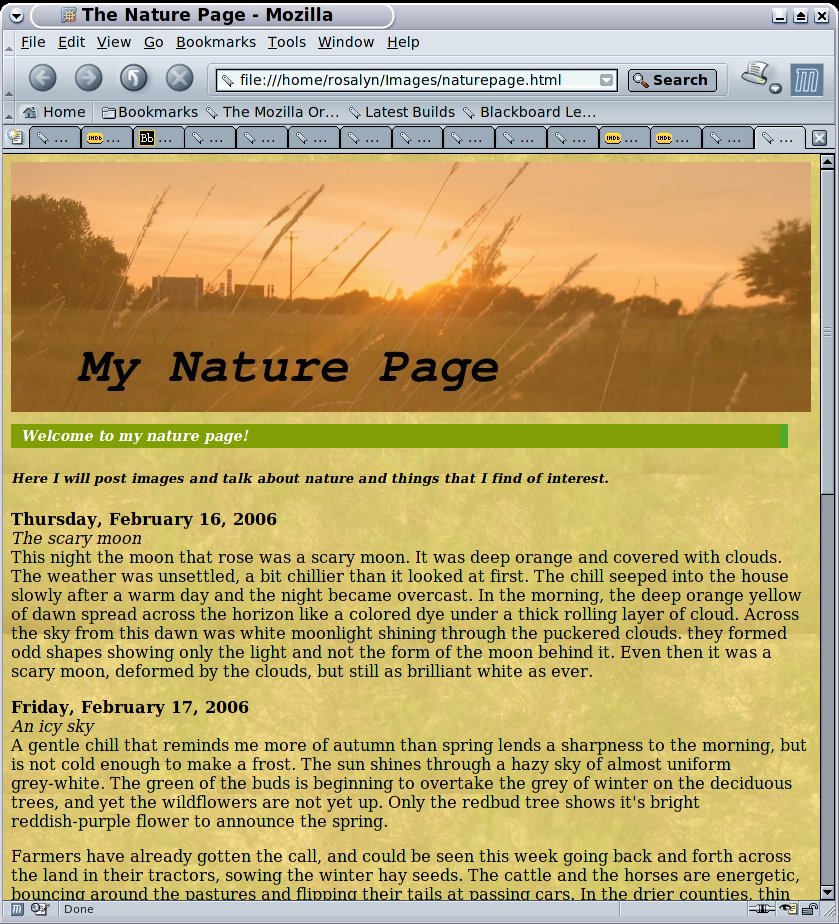 The Nature Page - Mozilla
File Edit View Go Bookmarks Tools Window Help
file:///home/rosalyn/Images/naturepage.html Search m
Home Bookmarks The Mozilla Or... Latest Builds Blackboard Le...
... IMDb ... Bb ... ... ... ... ... ... ... ... ... IMDb ... IMDb ... ... ...
My Nature Page
Welcome to my nature page!
Here I will post images and talk about nature and things that I find of interest.
Thursday, February 16, 2006
The scary moon
This night the moon that rose was a scary moon. It was deep orange and covered with clouds.
The weather was unsettled, a bit chillier than it looked at first. The chill seeped into the house
slowly after a warm day and the night became overcast. In the morning, the deep orange yellow
of dawn spread across the horizon like a colored dye under a thick rolling layer of cloud. Across
the sky from this dawn was white moonlight shining through the puckered clouds. they formed
odd shapes showing only the light and not the form of the moon behind it. Even then it was a
scary moon, deformed by the clouds, but still as brilliant white as ever.
Friday, February 17, 2006
An icy sky
A gentle chill that reminds me more of autumn than spring lends a sharpness to the morning, but
is not cold enough to make a frost. The sun shines through a hazy sky of almost uniform
grey-white. The green of the buds is beginning to overtake the grey of winter on the deciduous
trees, and yet the wildflowers are not yet up. Only the redbud tree shows it's bright
reddish-purple flower to announce the spring.
Farmers have already gotten the call, and could be seen this week going back and forth across
the land in their tractors, sowing the winter hay seeds. The cattle and the horses are energetic,
bouncing around the pastures and flipping their tails at passing cars. In the drier counties, thin
m Done